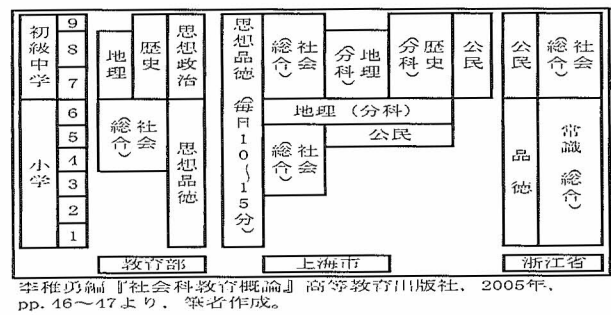 初級中学
9
8
7
小学
6
5
4
3
2
1
地理
歴史
思想政治
社会（総合）
思想品徳
思想品徳（毎月10～15分）
社会（総合）
地理（分科）
歴史（分科）
公民
地理（分科）
公民
社会（総合）
公民
社会（総合）
品徳
常識（総合）
教育部
上海市
浙江省
李稚勇編『社会科教育概論』高等教育出版社，2005年，
pp.46～47より，筆者作成。